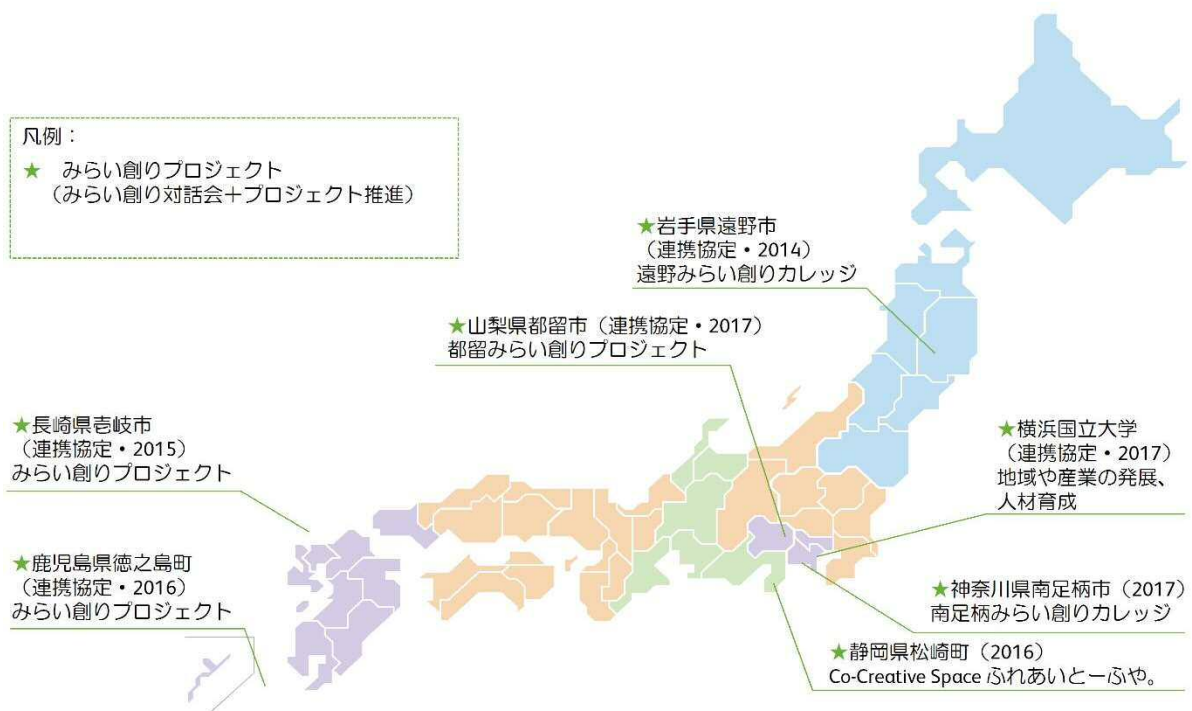 凡例：
★ みらい創りプロジェクト
（みらい創り対話会＋プロジェクト推進）
★岩手県遠野市
（連携協定・2014）
遠野みらい創りカレッジ
★山梨県都留市（連携協定・2017）
都留みらい創りプロジェクト
★長崎県壱岐市
（連携協定・2015）
みらい創りプロジェクト
★横浜国立大学
（連携協定・2017）
地域や産業の発展、
人材育成
★鹿児島県徳之島町
（連携協定・2016）
みらい創りプロジェクト
★神奈川県南足柄市（2017）
南足柄みらい創りカレッジ
★静岡県松崎町（2016）
Co-Creative Space ふれあいとーふや。